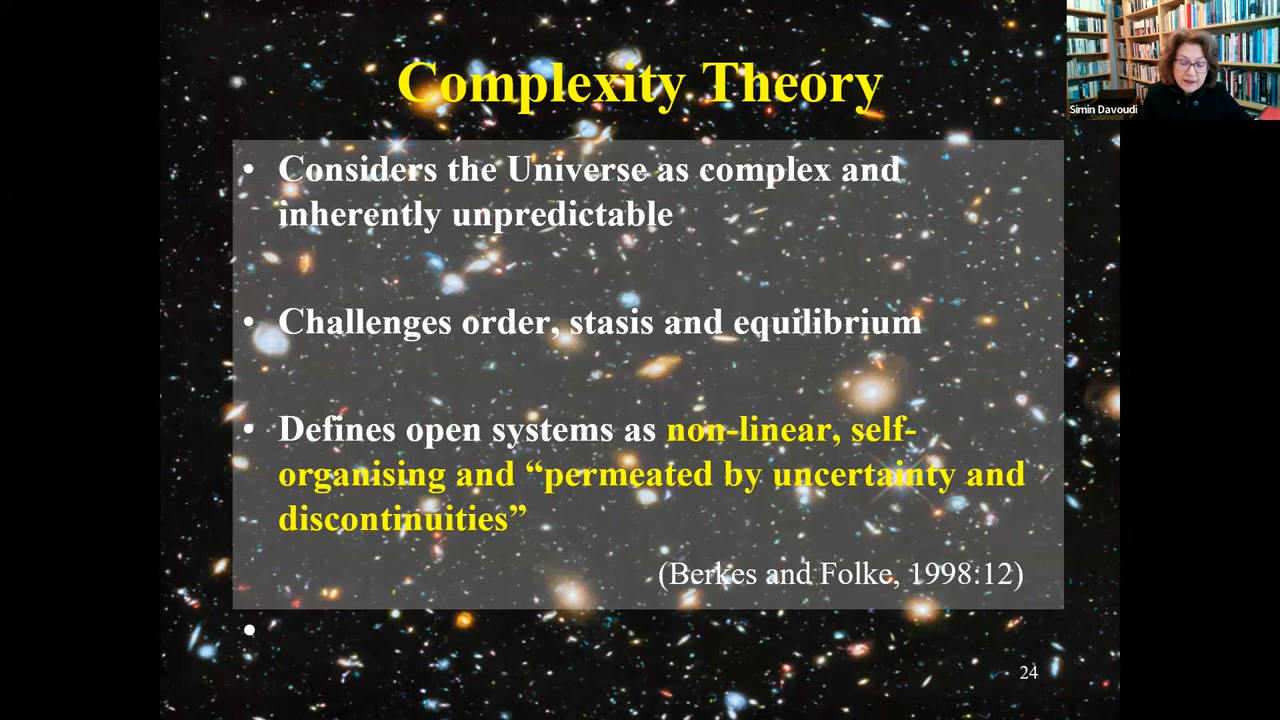 Complexity Theory
Simin Davoudi
• Considers the Universe as complex and
inherently unpredictable
• Challenges order, stasis and equilibrium
• Defines open systems as non-linear, self-
organising and “permeated by uncertainty and
discontinuities”
(Berkes and Folke, 1998:12)
•
24